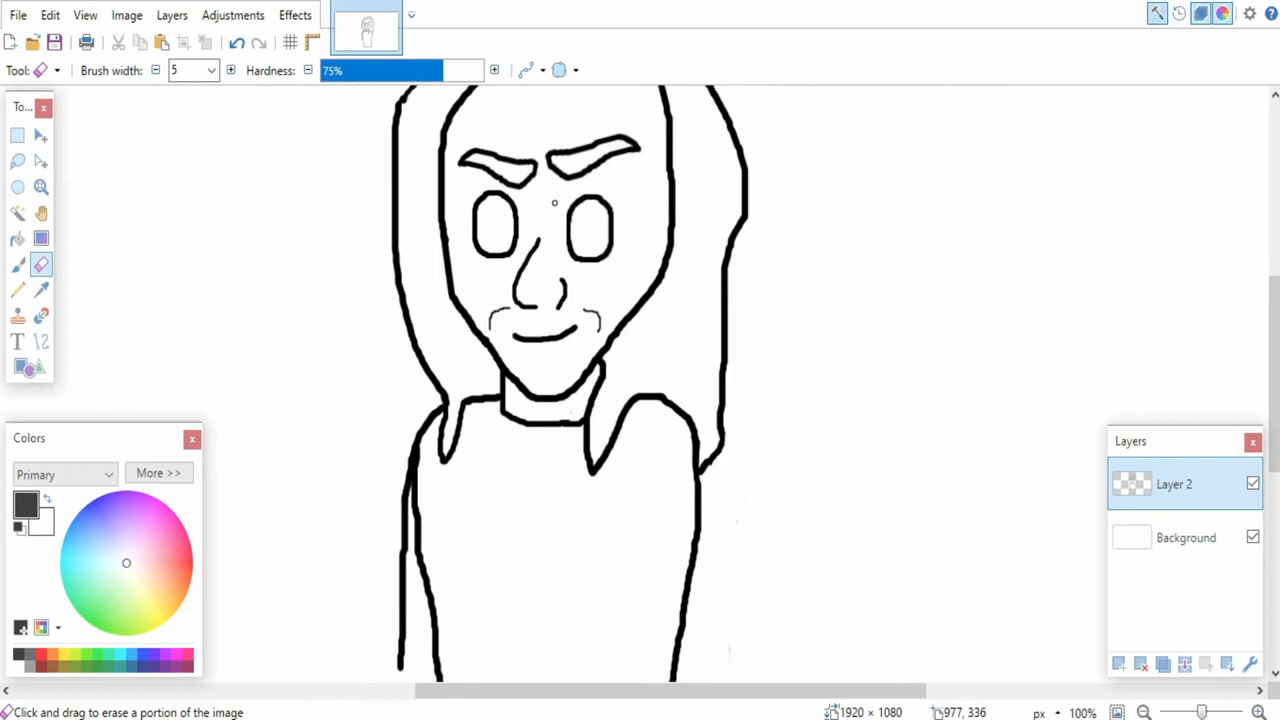 File Edit View Image Layers Adjustments Effects
Tool: Brush width: 5 Hardness: 75%
To...
Colors
Primary More >>
Layers
Layer 2
Background
Click and drag to erase a portion of the image 1920 × 1080 977, 336 px 100%